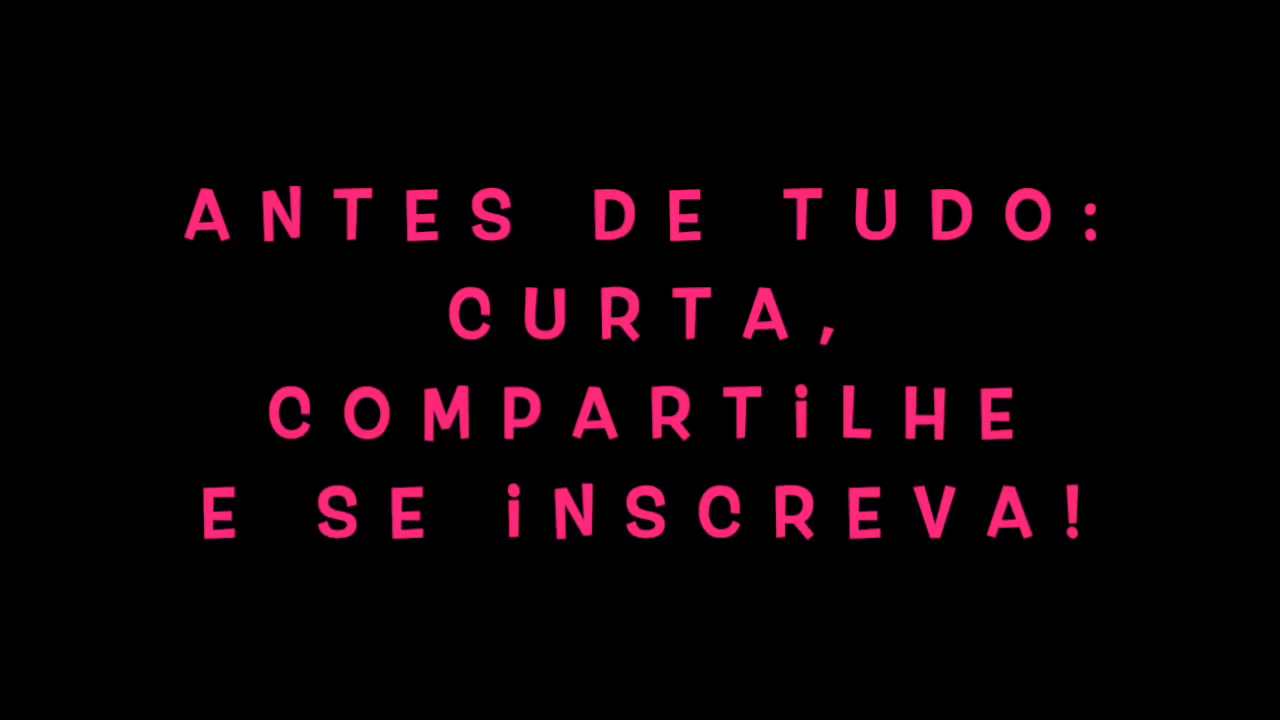 ANTES DE TUDO:
CURTA,
COMPARTiLHE
E SE iNSCREVA!